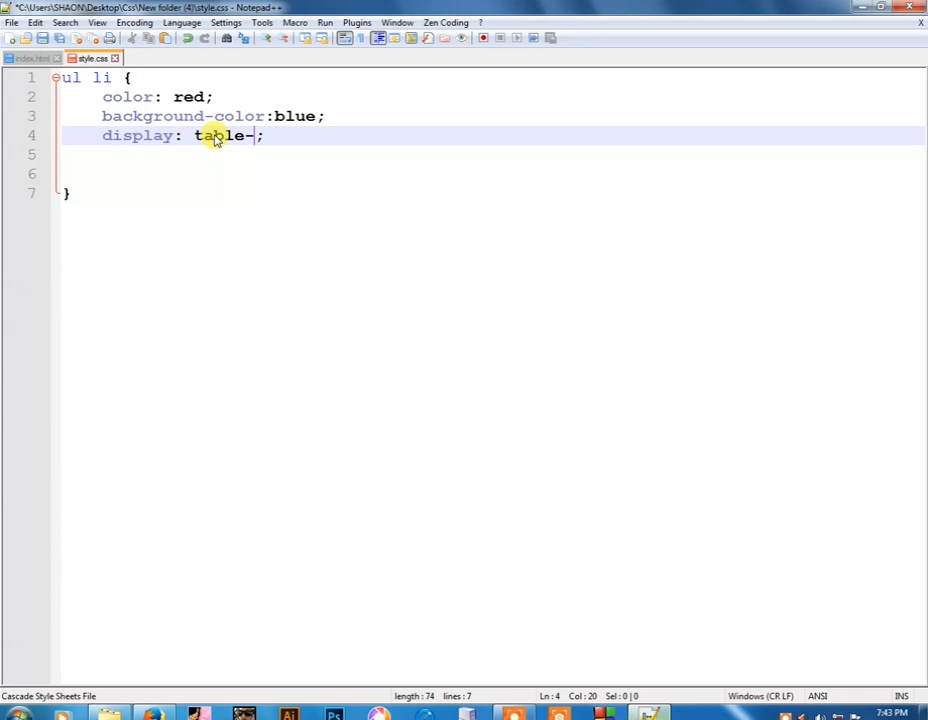 *C:\Users\SHAON\Desktop\Css\New folder (4)\style.css - Notepad++
File Edit Search View Encoding Language Settings Tools Macro Run Plugins Window Zen Coding ? X
index.html style.css
1 ul li {
2 color: red;
3 background-color:blue;
4 display: table-;
5
6
7 }
Cascade Style Sheets File length : 74 lines : 7 Ln : 4 Col : 20 Sel : 0 | 0 Windows (CR LF) ANSI INS
Ai Ps 7:43 PM